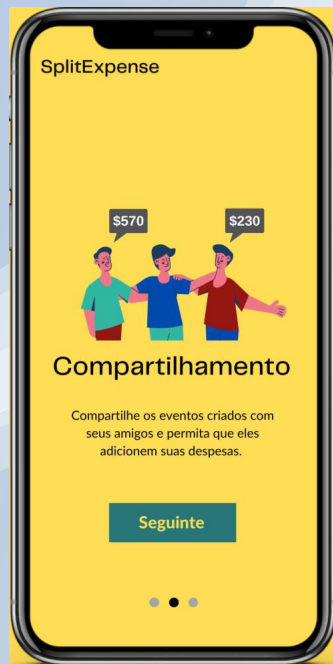 SplitExpense
$570
$230
Compartilhamento
Compartilhe os eventos criados com
seus amigos e permita que eles
adicionem suas despesas.
Seguinte